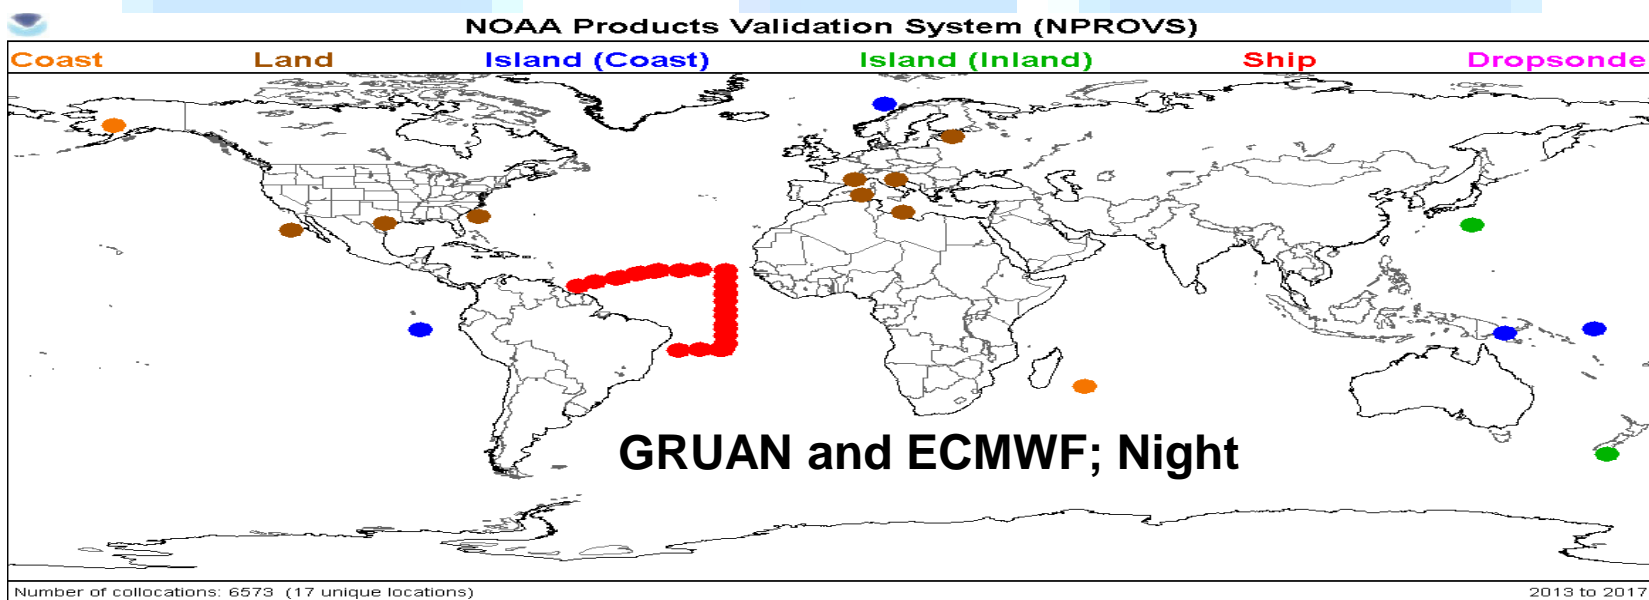 NOAA Products Validation System (NPROVS)
Coast Land Island (Coast) Island (Inland) Ship Dropsonde
GRUAN and ECMWF; Night
Number of collocations: 6573 (17 unique locations) 2013 to 2017